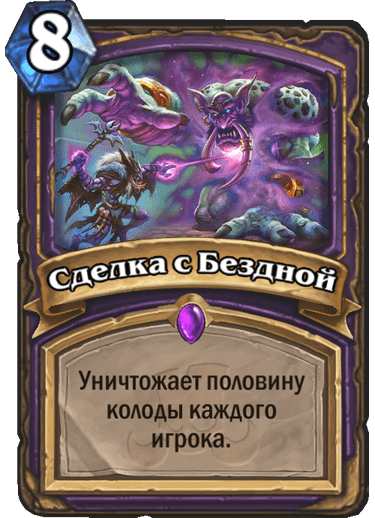 8
Сделка с Бездной
Уничтожает половину
колоды каждого
игрока.